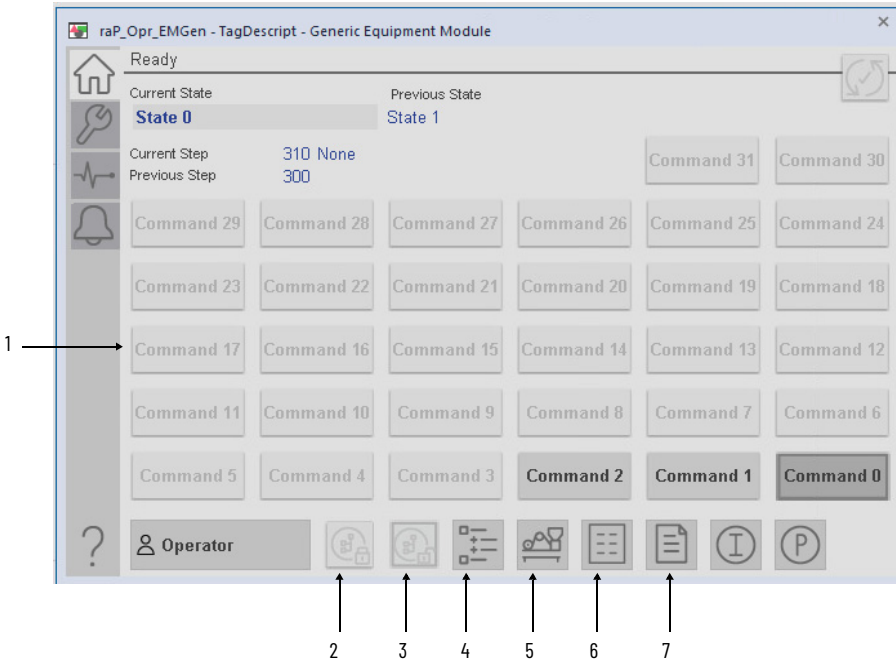 raP_Opr_EMGen - TagDescript - Generic Equipment Module
Ready
Current State Previous State
State 0 State 1
Current Step 310 None
Previous Step 300
Command 31 Command 30
Command 29 Command 28 Command 27 Command 26 Command 25 Command 24
Command 23 Command 22 Command 21 Command 20 Command 19 Command 18
1 Command 17 Command 16 Command 15 Command 14 Command 13 Command 12
Command 11 Command 10 Command 9 Command 8 Command 7 Command 6
Command 5 Command 4 Command 3 Command 2 Command 1 Command 0
? Operator I P
2 3 4 5 6 7